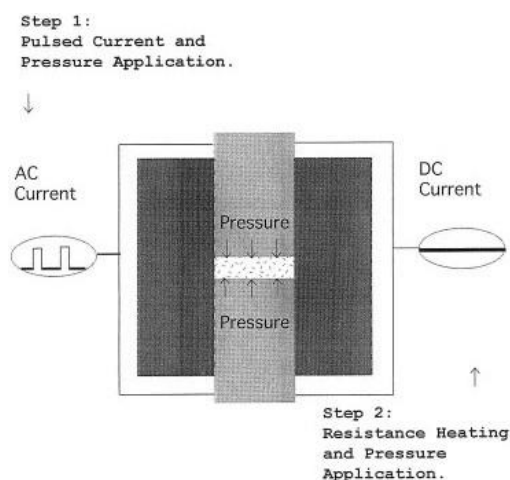 Step 1:
Pulsed Current and
Pressure Application.
AC
Current
DC
Current
Pressure
Pressure
Step 2:
Resistance Heating
and Pressure
Application.